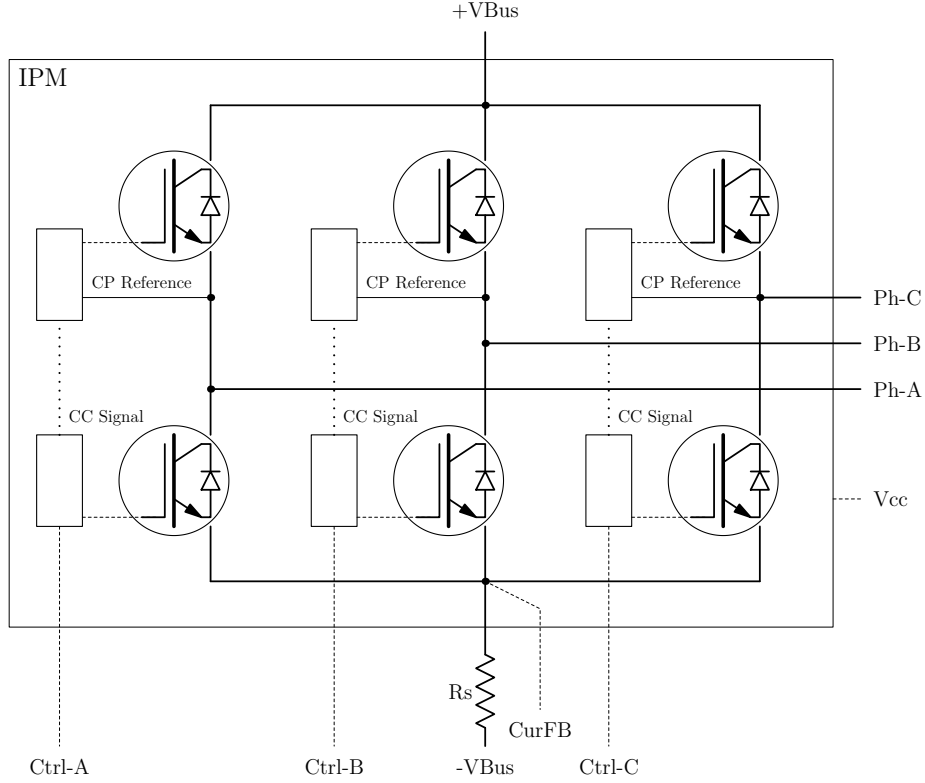 +VBus
IPM
CP Reference
CP Reference
CP Reference
Ph-C
Ph-B
Ph-A
CC Signal
CC Signal
CC Signal
Vcc
Rs
CurFB
Ctrl-A
Ctrl-B
-VBus
Ctrl-C